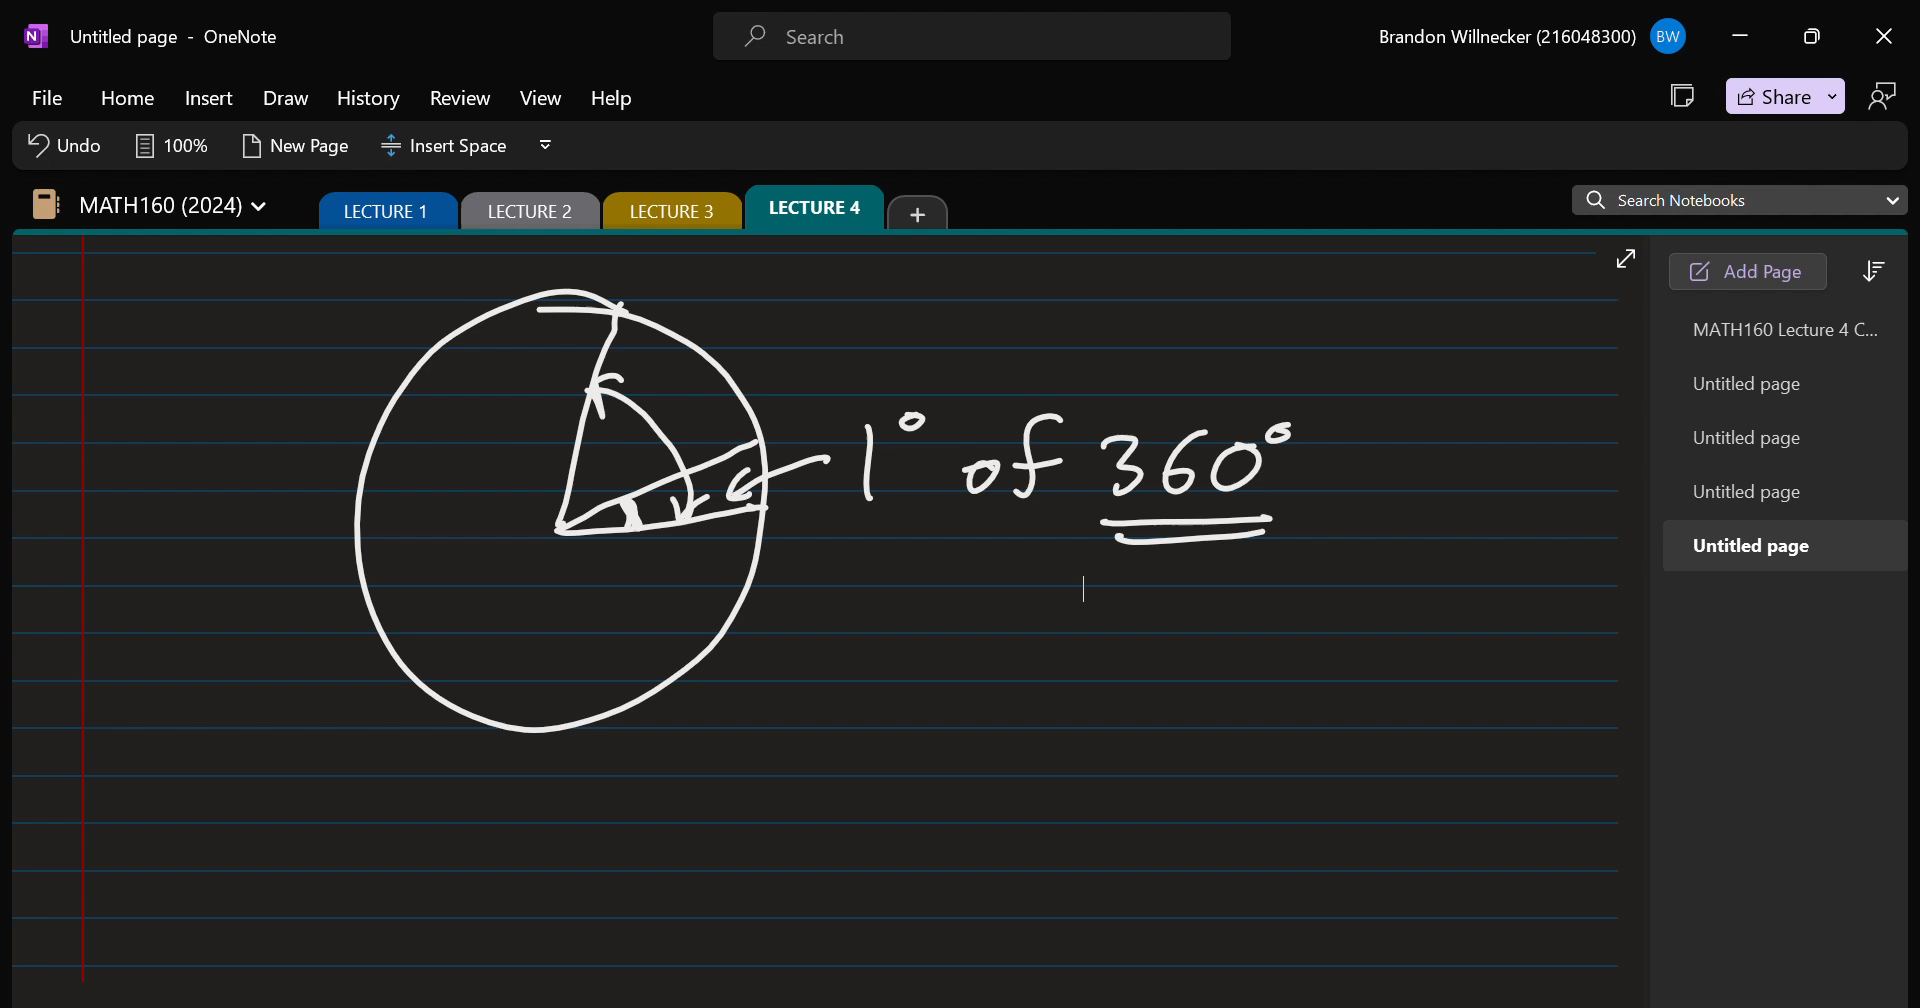 Untitled page - OneNote
Search
Brandon Willnecker (216048300) BW
File Home Insert Draw History Review View Help
Share
Undo 100% New Page Insert Space
MATH160 (2024) LECTURE 1 LECTURE 2 LECTURE 3 LECTURE 4 +
Search Notebooks
Add Page
MATH160 Lecture 4 C...
Untitled page
Untitled page
Untitled page
Untitled page
1° of 360°